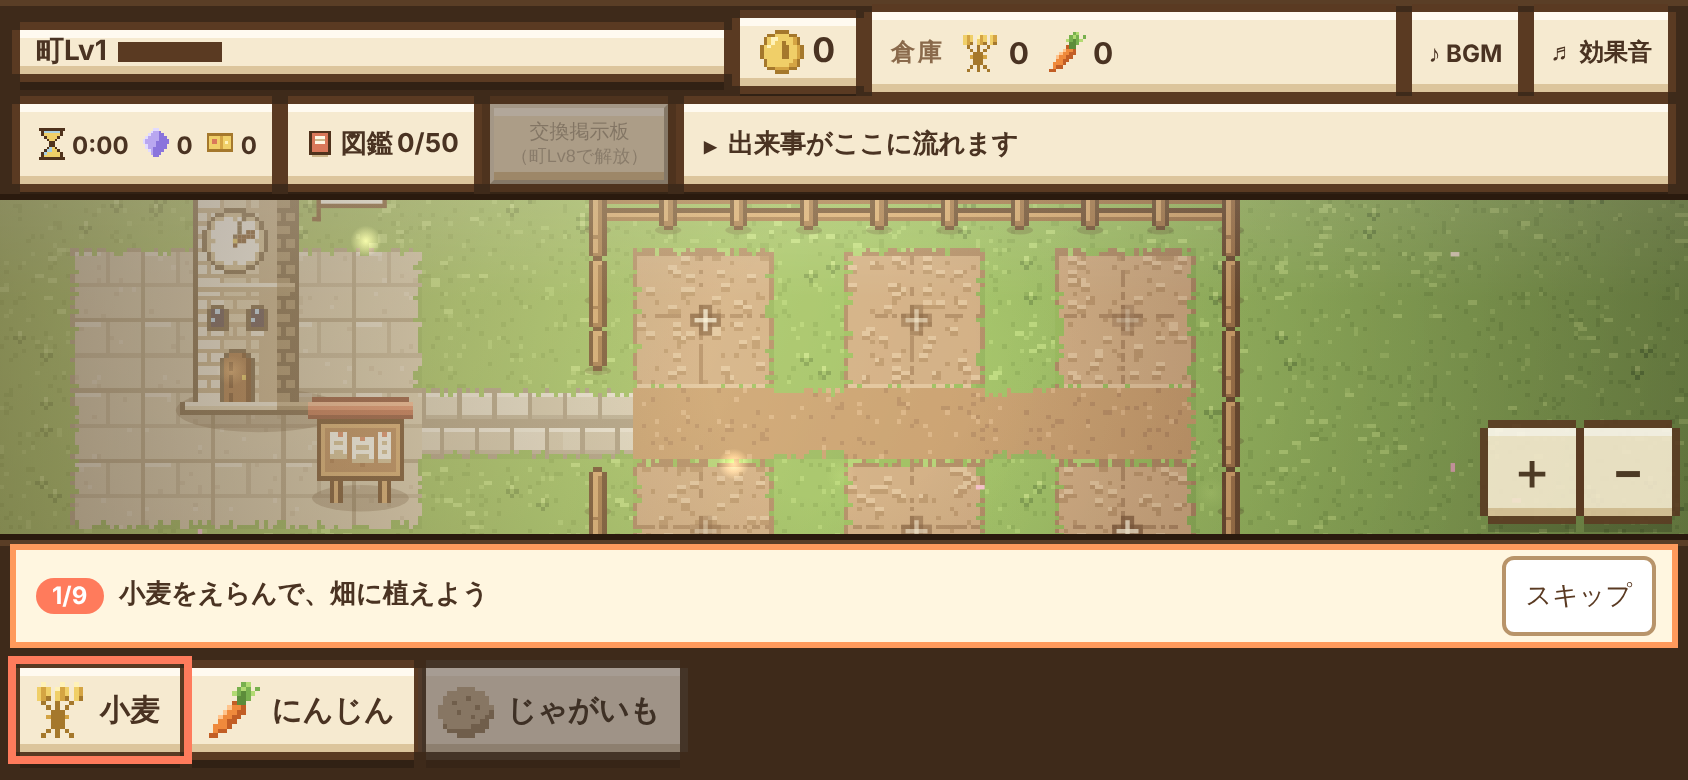 町Lv1
0
倉庫 0 0
♪ BGM
♬ 効果音
0:00 0 0
図鑑 0/50
交換掲示板
（町Lv8で解放）
▸ 出来事がここに流れます
+
−
1/9 小麦をえらんで、畑に植えよう
スキップ
小麦
にんじん
じゃがいも